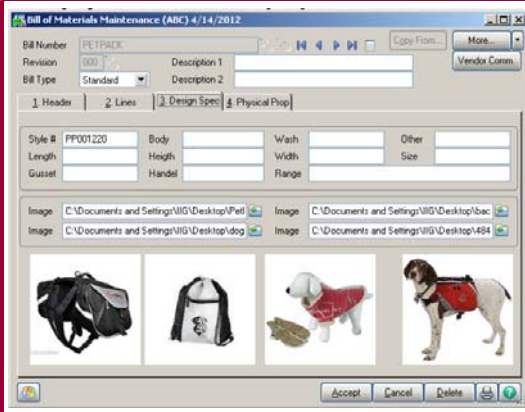 Bill of Materials Maintenance (ABC) 4/14/2012
Bill Number PETPACK Copy From... More...
Revision 000 Description 1 Vendor Comm.
Bill Type Standard Description 2
1. Header 2. Lines 3. Design Spec 4. Physical Prop
Style # PP001220 Body Wash Other
Length Heigth Width Size
Gusset Handel Range
Image C:\Documents and Settings\IIG\Desktop\Petl Image C:\Documents and Settings\IIG\Desktop\bac
Image C:\Documents and Settings\IIG\Desktop\dog Image C:\Documents and Settings\IIG\Desktop\484
Accept Cancel Delete